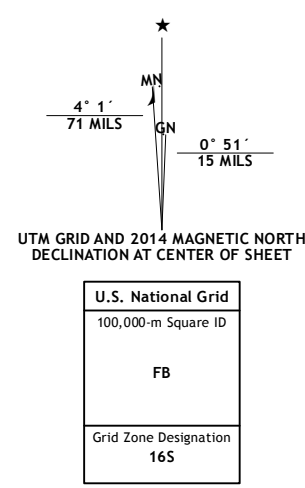 ★
MN
4° 1´
71 MILS
GN
0° 51´
15 MILS
UTM GRID AND 2014 MAGNETIC NORTH
DECLINATION AT CENTER OF SHEET
U.S. National Grid
100,000-m Square ID
FB
Grid Zone Designation
16S